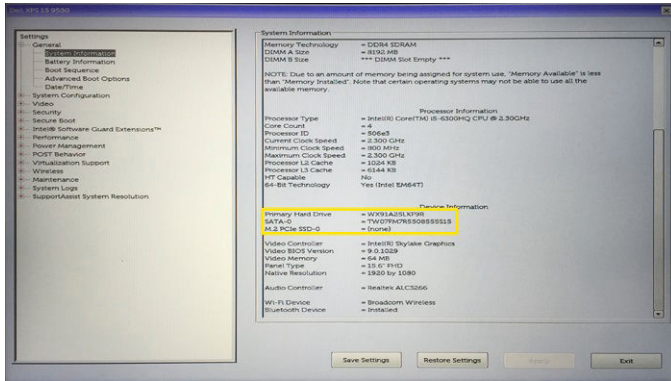 Dell XPS 15 9550
Settings
General
System Information
Battery Information
Boot Sequence
Advanced Boot Options
Date/Time
System Configuration
Video
Security
Secure Boot
Intel® Software Guard Extensions™
Performance
Power Management
POST Behavior
Virtualization Support
Wireless
Maintenance
System Logs
SupportAssist System Resolution
System Information
Memory Technology = DDR4 SDRAM
DIMM A Size = 8192 MB
DIMM B Size *** DIMM Slot Empty ***
NOTE: Due to an amount of memory being assigned for system use, "Memory Available" is less
than "Memory Installed". Note that certain operating systems may not be able to use all the
available memory.
Processor Information
Processor Type = Intel(R) Core(TM) i5-6300HQ CPU @ 2.30GHz
Core Count = 4
Processor ID = 506e3
Current Clock Speed = 2.300 GHz
Minimum Clock Speed = 800 MHz
Maximum Clock Speed = 2.300 GHz
Processor L2 Cache = 1024 KB
Processor L3 Cache = 6144 KB
HT Capable No
64-Bit Technology Yes (Intel EM64T)
Device Information
Primary Hard Drive
SATA-0
M.2 PCIe SSD-0 = (none)
Video Controller = Intel(R) Skylake Graphics
Video BIOS Version = 9.0.1029
Video Memory = 64 MB
Panel Type = 15.6" FHD
Native Resolution = 1920 by 1080
Audio Controller = Realtek ALC3266
Wi-Fi Device = Broadcom Wireless
Bluetooth Device = Installed
Save Settings
Restore Settings
Apply
Exit